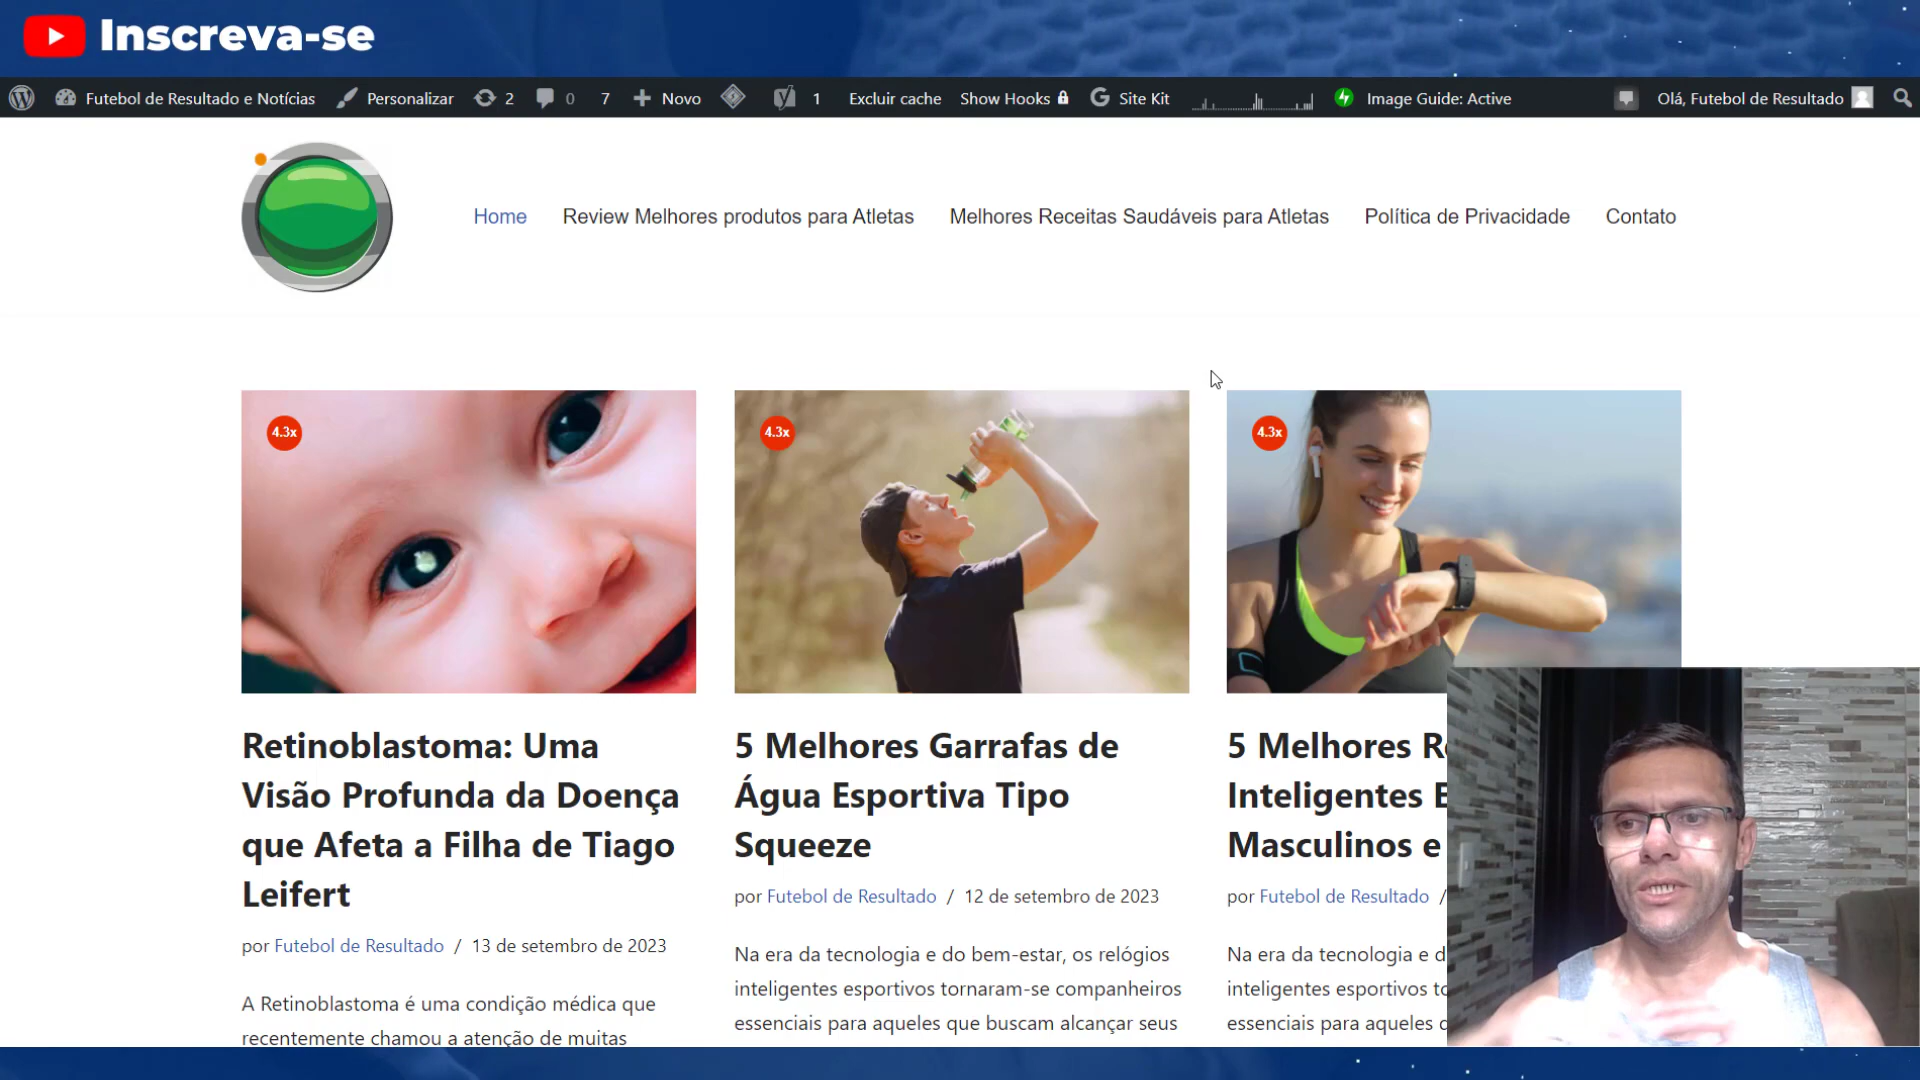 Inscreva-se
Futebol de Resultado e Notícias Personalizar 2 0 7 Novo 1 Excluir cache Show Hooks Site Kit Image Guide: Active Olá, Futebol de Resultado
Home Review Melhores produtos para Atletas Melhores Receitas Saudáveis para Atletas Política de Privacidade Contato
4.3x
4.3x
4.3x
Retinoblastoma: Uma
Visão Profunda da Doença
que Afeta a Filha de Tiago
Leifert
por Futebol de Resultado / 13 de setembro de 2023
A Retinoblastoma é uma condição médica que
recentemente chamou a atenção de muitas
5 Melhores Garrafas de
Água Esportiva Tipo
Squeeze
por Futebol de Resultado / 12 de setembro de 2023
Na era da tecnologia e do bem-estar, os relógios
inteligentes esportivos tornaram-se companheiros
essenciais para aqueles que buscam alcançar seus
5 Melhores
Inteligentes
Masculinos e
por Futebol de Resultado /
Na era da tecnologia e
inteligentes esportivos
essenciais para aqueles